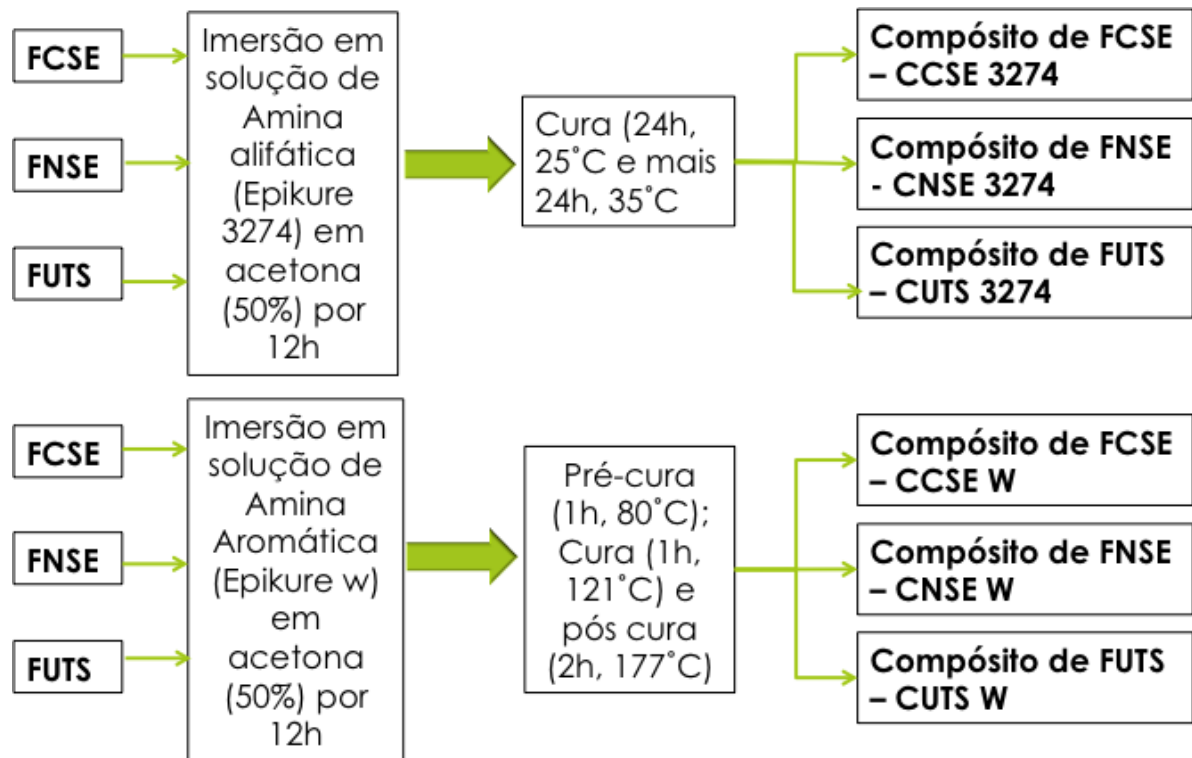 FCSE
FNSE
FUTS
Imersão em
solução de
Amina
alifática
(Epikure
3274) em
acetona
(50%) por
12h
Cura (24h,
25˚C e mais
24h, 35˚C
Compósito de FCSE
– CCSE 3274
Compósito de FNSE
- CNSE 3274
Compósito de FUTS
– CUTS 3274
FCSE
FNSE
FUTS
Imersão em
solução de
Amina
Aromática
(Epikure w)
em
acetona
(50%) por
12h
Pré-cura
(1h, 80˚C);
Cura (1h,
121˚C) e
pós cura
(2h, 177˚C)
Compósito de FCSE
– CCSE W
Compósito de FNSE
– CNSE W
Compósito de FUTS
– CUTS W